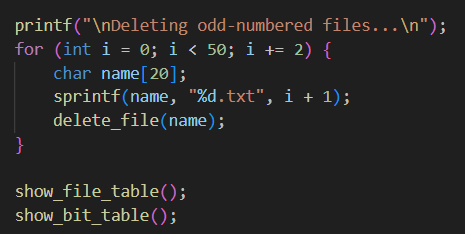 printf("\nDeleting odd-numbered files...\n");
for (int i = 0; i < 50; i += 2) {
    char name[20];
    sprintf(name, "%d.txt", i + 1);
    delete_file(name);
}

show_file_table();
show_bit_table();